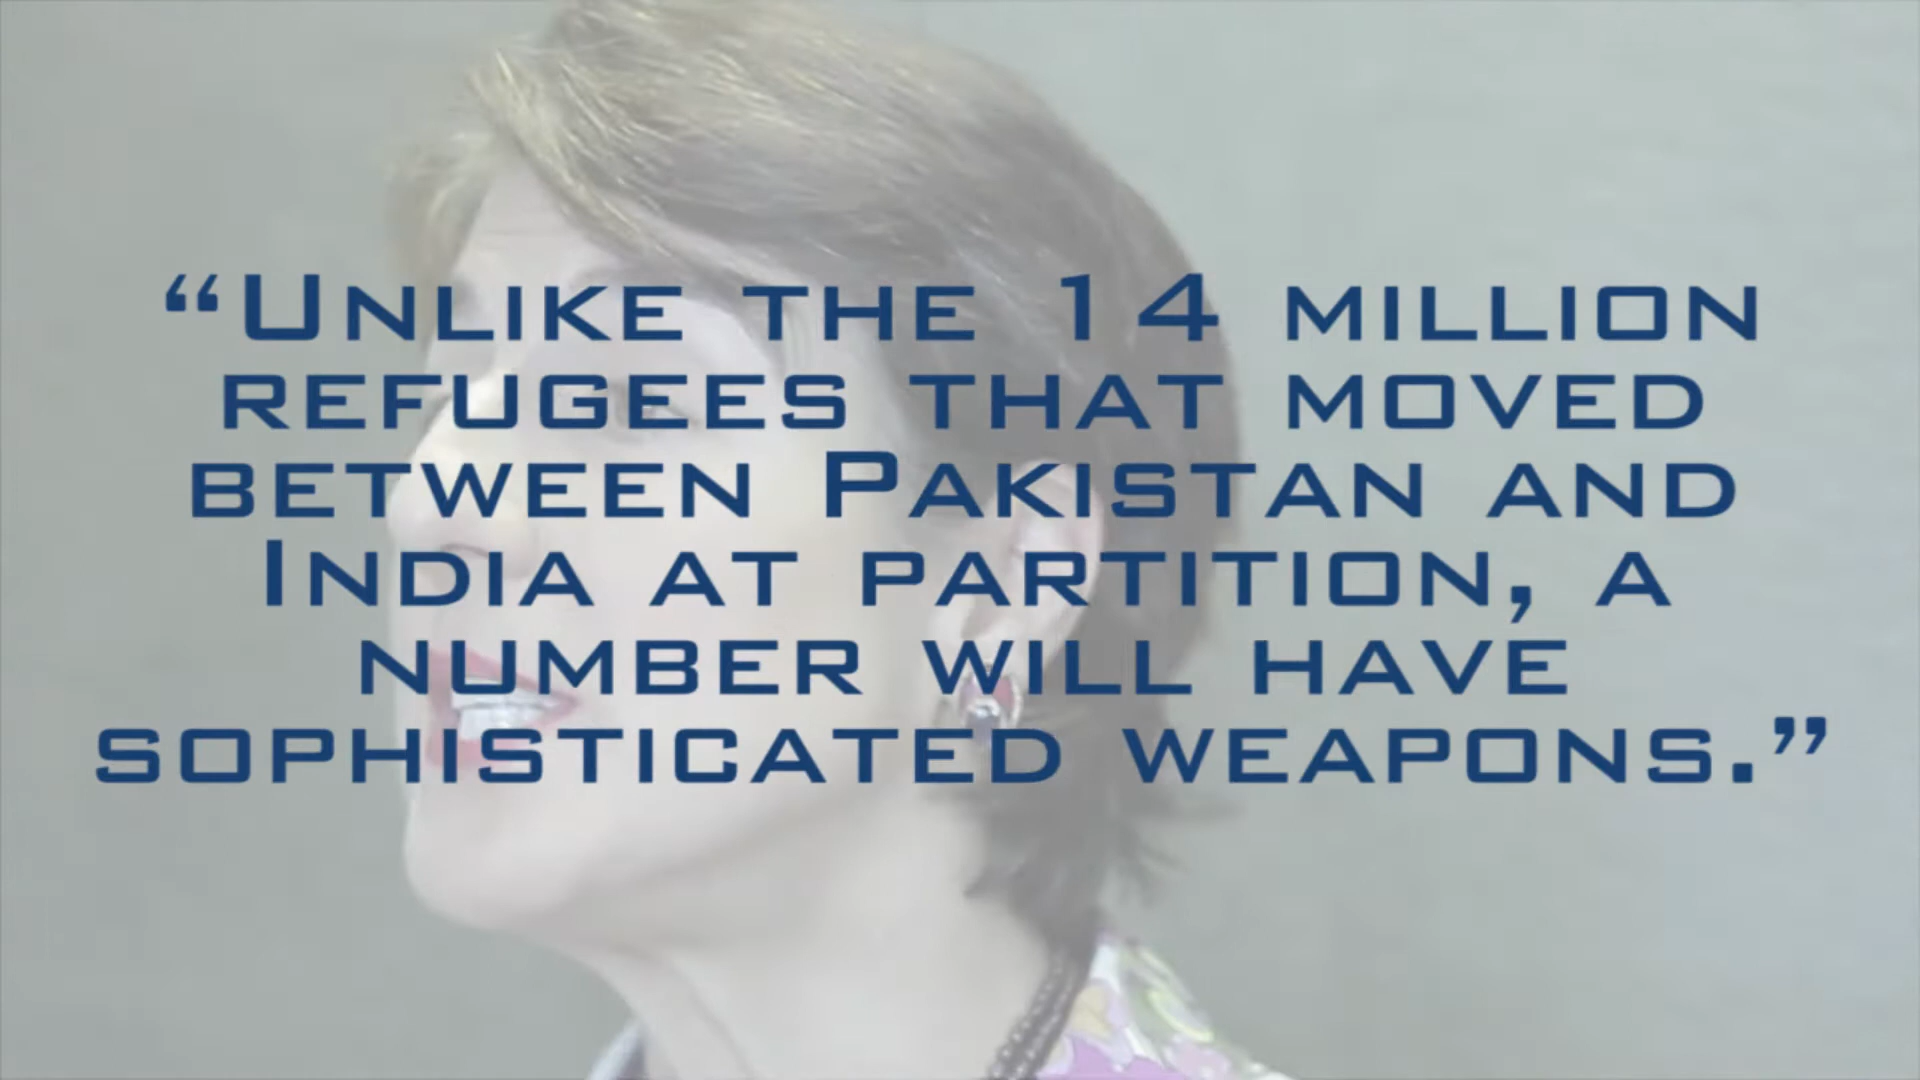 “Unlike the 14 million
refugees that moved
between Pakistan and
India at partition, a
number will have
sophisticated weapons.”